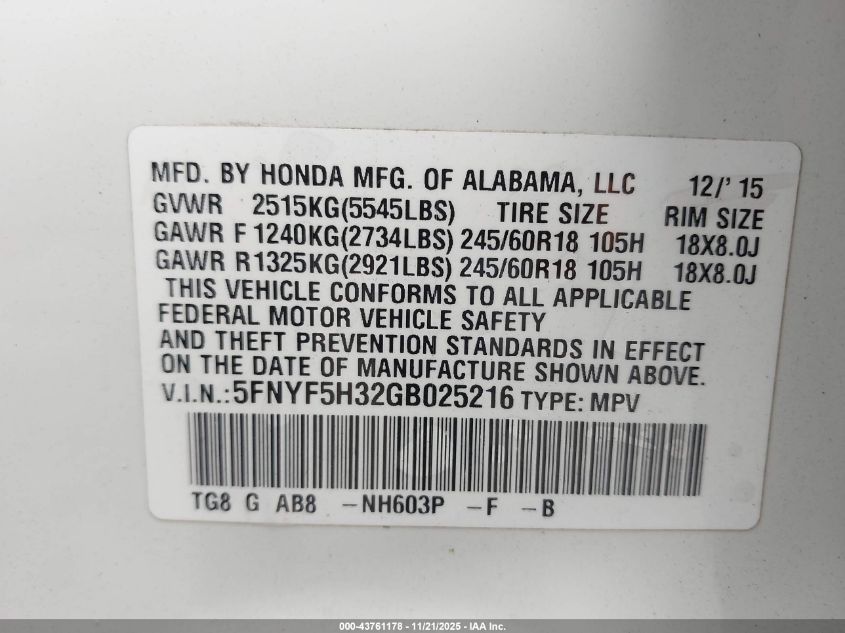 MFD. BY HONDA MFG. OF ALABAMA, LLC 12/' 15
GVWR 2515KG(5545LBS) TIRE SIZE RIM SIZE
GAWR F 1240KG(2734LBS) 245/60R18 105H 18X8.0J
GAWR R 1325KG(2921LBS) 245/60R18 105H 18X8.0J
THIS VEHICLE CONFORMS TO ALL APPLICABLE
FEDERAL MOTOR VEHICLE SAFETY
AND THEFT PREVENTION STANDARDS IN EFFECT
ON THE DATE OF MANUFACTURE SHOWN ABOVE.
V.I.N.:5FNYF5H32GB025216 TYPE: MPV
TG8 G AB8 -NH603P -F -B
000-43761178 - 11/21/2025 - IAA Inc.